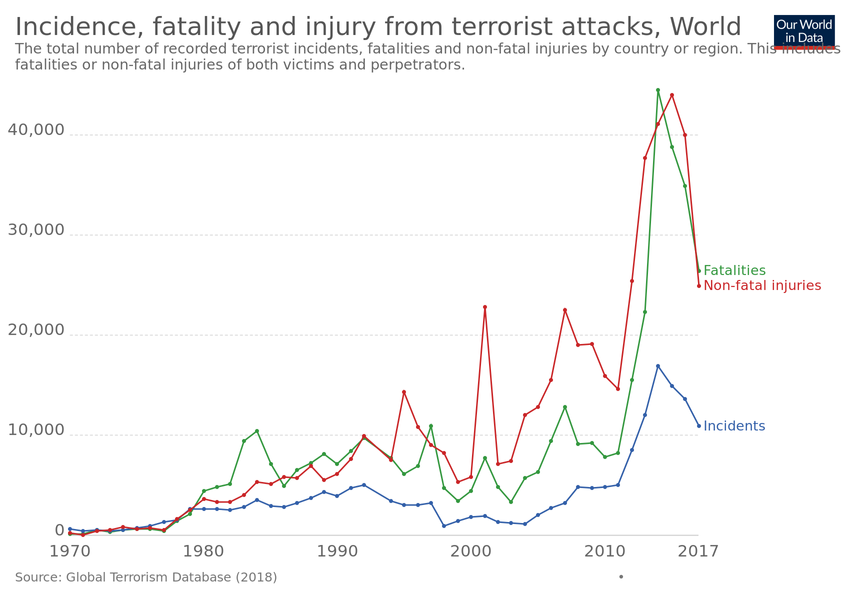 Incidence, fatality and injury from terrorist attacks, World
Our World
in Data
The total number of recorded terrorist incidents, fatalities and non-fatal injuries by country or region. This includes
fatalities or non-fatal injuries of both victims and perpetrators.
40,000
30,000
Fatalities
Non-fatal injuries
20,000
10,000
Incidents
0
1970 1980 1990 2000 2010 2017
Source: Global Terrorism Database (2018) •